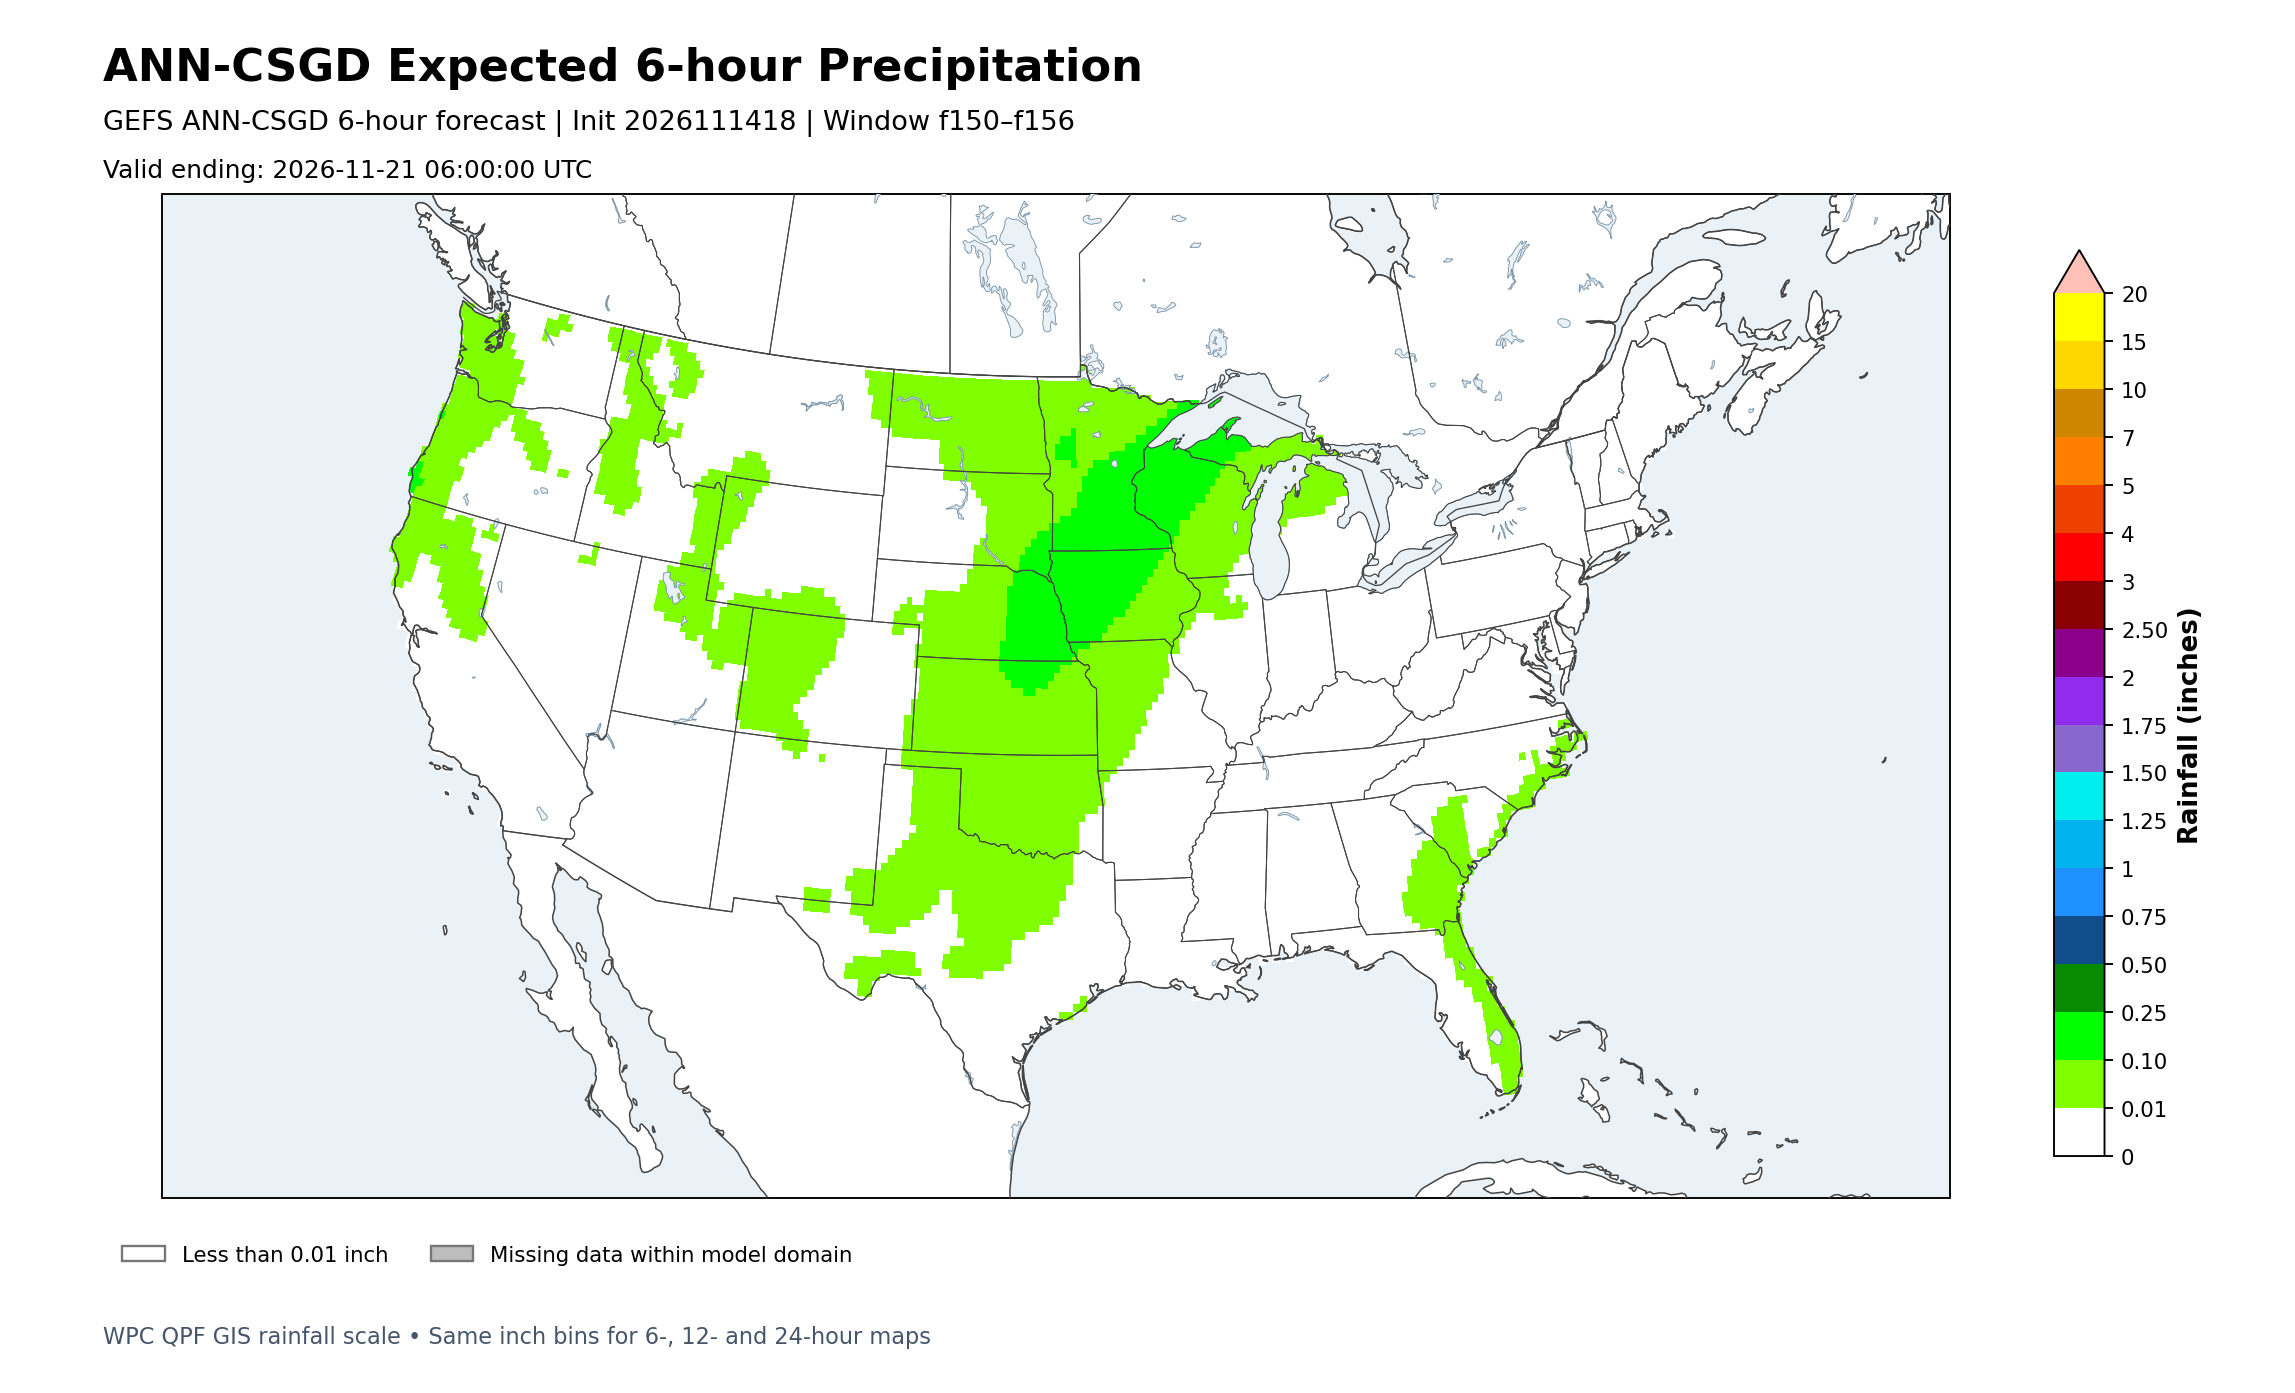 ANN-CSGD Expected 6-hour Precipitation
GEFS ANN-CSGD 6-hour forecast | Init 2026111418 | Window f150–f156
Valid ending: 2026-11-21 06:00:00 UTC
20
15
10
7
5
4
3
2.50
2
1.75
1.50
1.25
1
0.75
0.50
0.25
0.10
0.01
0
Rainfall (inches)
Less than 0.01 inch
Missing data within model domain
WPC QPF GIS rainfall scale • Same inch bins for 6-, 12- and 24-hour maps